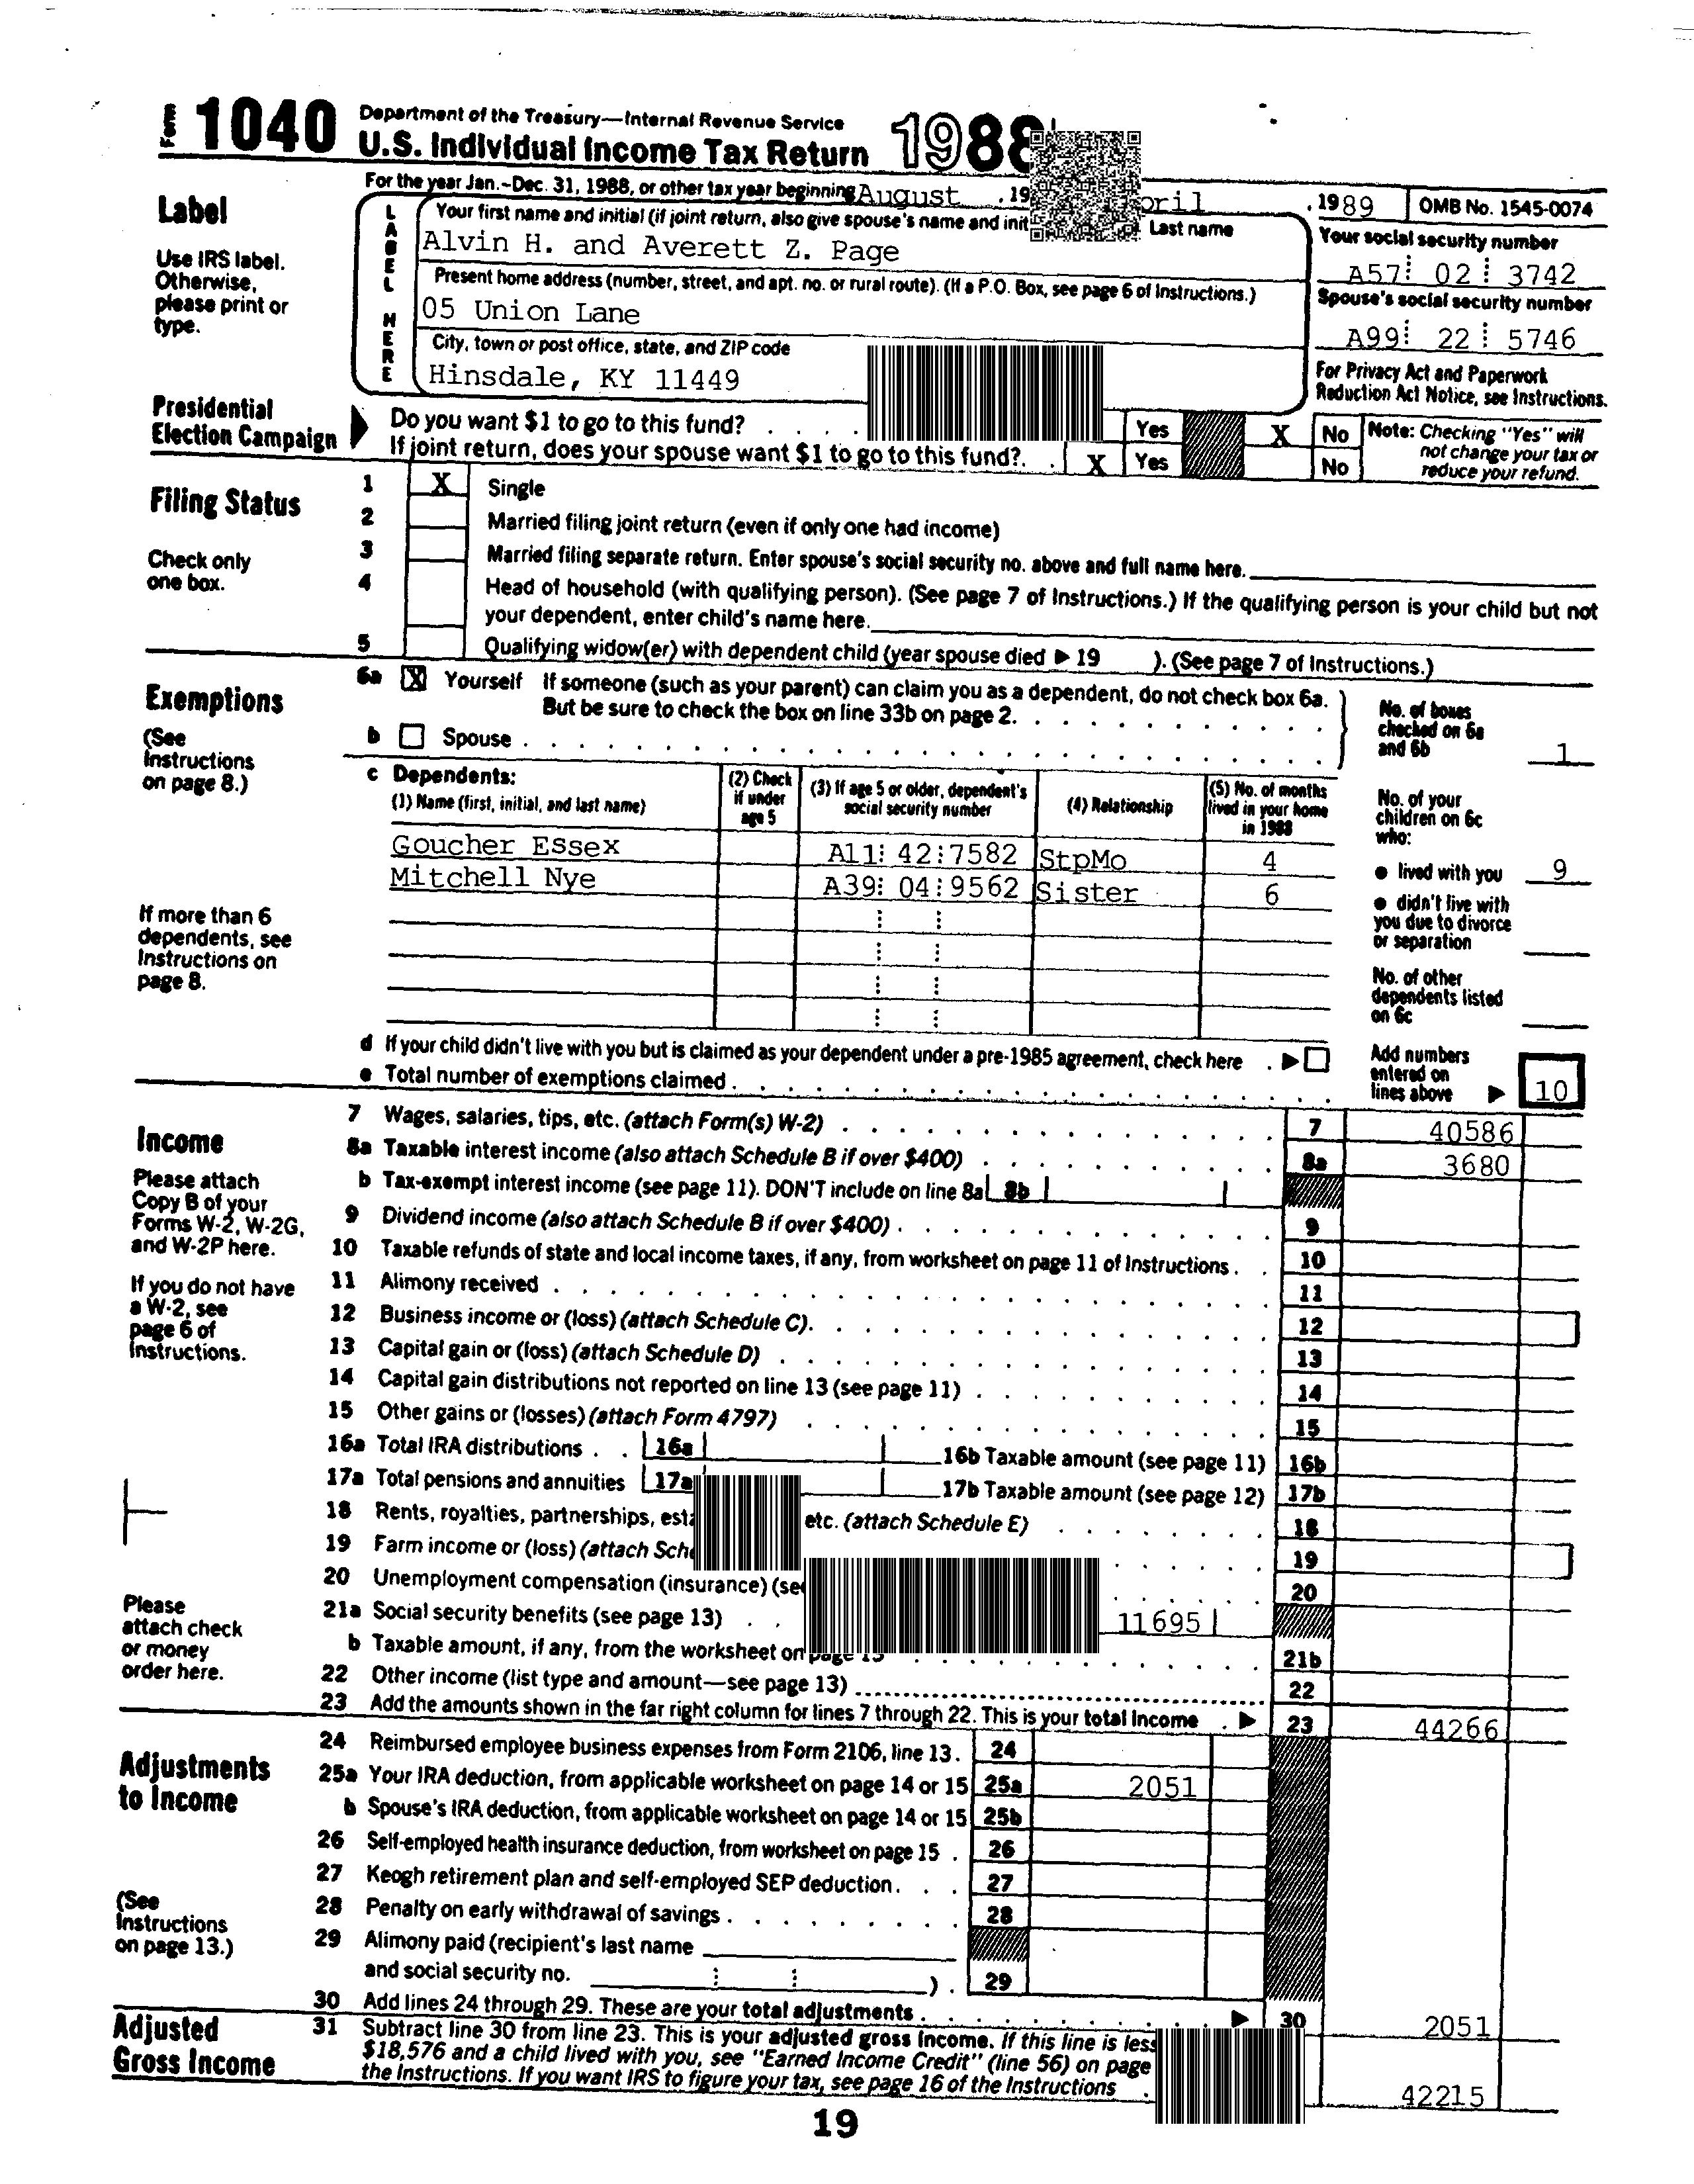 Form 1040 Department of the Treasury—Internal Revenue Service
U.S. Individual Income Tax Return 1988
For the year Jan.-Dec. 31, 1988, or other tax year beginning August , 19 , 1989 OMB No. 1545-0074
Label
Use IRS label.
Otherwise,
please print or
type.
LABEL HERE
Your first name and initial (if joint return, also give spouse's name and Last name
Alvin H. and Averett Z. Page
Your social security number
A57 02 3742
Present home address (number, street, and apt. no. or rural route). (If a P.O. Box, see page 6 of Instructions.)
05 Union Lane
Spouse's social security number
A99 22 5746
City, town or post office, state, and ZIP code
Hinsdale, KY 11449
For Privacy Act and Paperwork
Reduction Act Notice, see Instructions.
Presidential
Election Campaign
Do you want $1 to go to this fund? . . . . Yes X No
If joint return, does your spouse want $1 to go to this fund?. . X Yes No
Note: Checking "Yes" will
not change your tax or
reduce your refund.
Filing Status
Check only
one box.
1 X Single
2 Married filing joint return (even if only one had income)
3 Married filing separate return. Enter spouse's social security no. above and full name here.
4 Head of household (with qualifying person). (See page 7 of Instructions.) If the qualifying person is your child but not
your dependent, enter child's name here.
5 Qualifying widow(er) with dependent child (year spouse died ▶ 19 ). (See page 7 of Instructions.)
Exemptions
(See
Instructions
on page 8.)
6a X Yourself If someone (such as your parent) can claim you as a dependent, do not check box 6a.
But be sure to check the box on line 33b on page 2.
b Spouse
No. of boxes
checked on 6a
and 6b 1
c Dependents:
(1) Name (first, initial, and last name)
(2) Check
if under
age 5
(3) If age 5 or older, dependent's
social security number
(4) Relationship
(5) No. of months
lived in your home
in 1988
Goucher Essex A11 42 7582 StpMo 4
Mitchell Nye A39 04 9562 Sister 6
No. of your
children on 6c
who:
● lived with you 9
● didn't live with
you due to divorce
or separation
No. of other
dependents listed
on 6c
If more than 6
dependents, see
Instructions on
page 8.
d If your child didn't live with you but is claimed as your dependent under a pre-1985 agreement, check here . ▶
e Total number of exemptions claimed
Add numbers
entered on
lines above ▶ 10
Income
Please attach
Copy B of your
Forms W-2, W-2G,
and W-2P here.
If you do not have
a W-2, see
page 6 of
Instructions.
Please
attach check
or money
order here.
7 Wages, salaries, tips, etc. (attach Form(s) W-2) 7 40586
8a Taxable interest income (also attach Schedule B if over $400) 8a 3680
b Tax-exempt interest income (see page 11). DON'T include on line 8a 8b
9 Dividend income (also attach Schedule B if over $400) 9
10 Taxable refunds of state and local income taxes, if any, from worksheet on page 11 of Instructions 10
11 Alimony received 11
12 Business income or (loss) (attach Schedule C). 12
13 Capital gain or (loss) (attach Schedule D) 13
14 Capital gain distributions not reported on line 13 (see page 11) 14
15 Other gains or (losses) (attach Form 4797) 15
16a Total IRA distributions 16a 16b Taxable amount (see page 11) 16b
17a Total pensions and annuities 17a 17b Taxable amount (see page 12) 17b
18 Rents, royalties, partnerships, etc. (attach Schedule E) 18
19 Farm income or (loss) (attach 19
20 Unemployment compensation (insurance) 20
21a Social security benefits (see page 13) 11695
b Taxable amount, if any, from the worksheet on page 13 21b
22 Other income (list type and amount—see page 13) 22
23 Add the amounts shown in the far right column for lines 7 through 22. This is your total income ▶ 23 44266
Adjustments
to Income
(See
Instructions
on page 13.)
24 Reimbursed employee business expenses from Form 2106, line 13. 24
25a Your IRA deduction, from applicable worksheet on page 14 or 15 25a 2051
b Spouse's IRA deduction, from applicable worksheet on page 14 or 15 25b
26 Self-employed health insurance deduction, from worksheet on page 15 26
27 Keogh retirement plan and self-employed SEP deduction 27
28 Penalty on early withdrawal of savings 28
29 Alimony paid (recipient's last name
and social security no. ). 29
30 Add lines 24 through 29. These are your total adjustments ▶ 30 2051
Adjusted
Gross Income
31 Subtract line 30 from line 23. This is your adjusted gross income. If this line is less
$18,576 and a child lived with you, see "Earned Income Credit" (line 56) on page
the Instructions. If you want IRS to figure your tax, see page 16 of the Instructions 42215
19